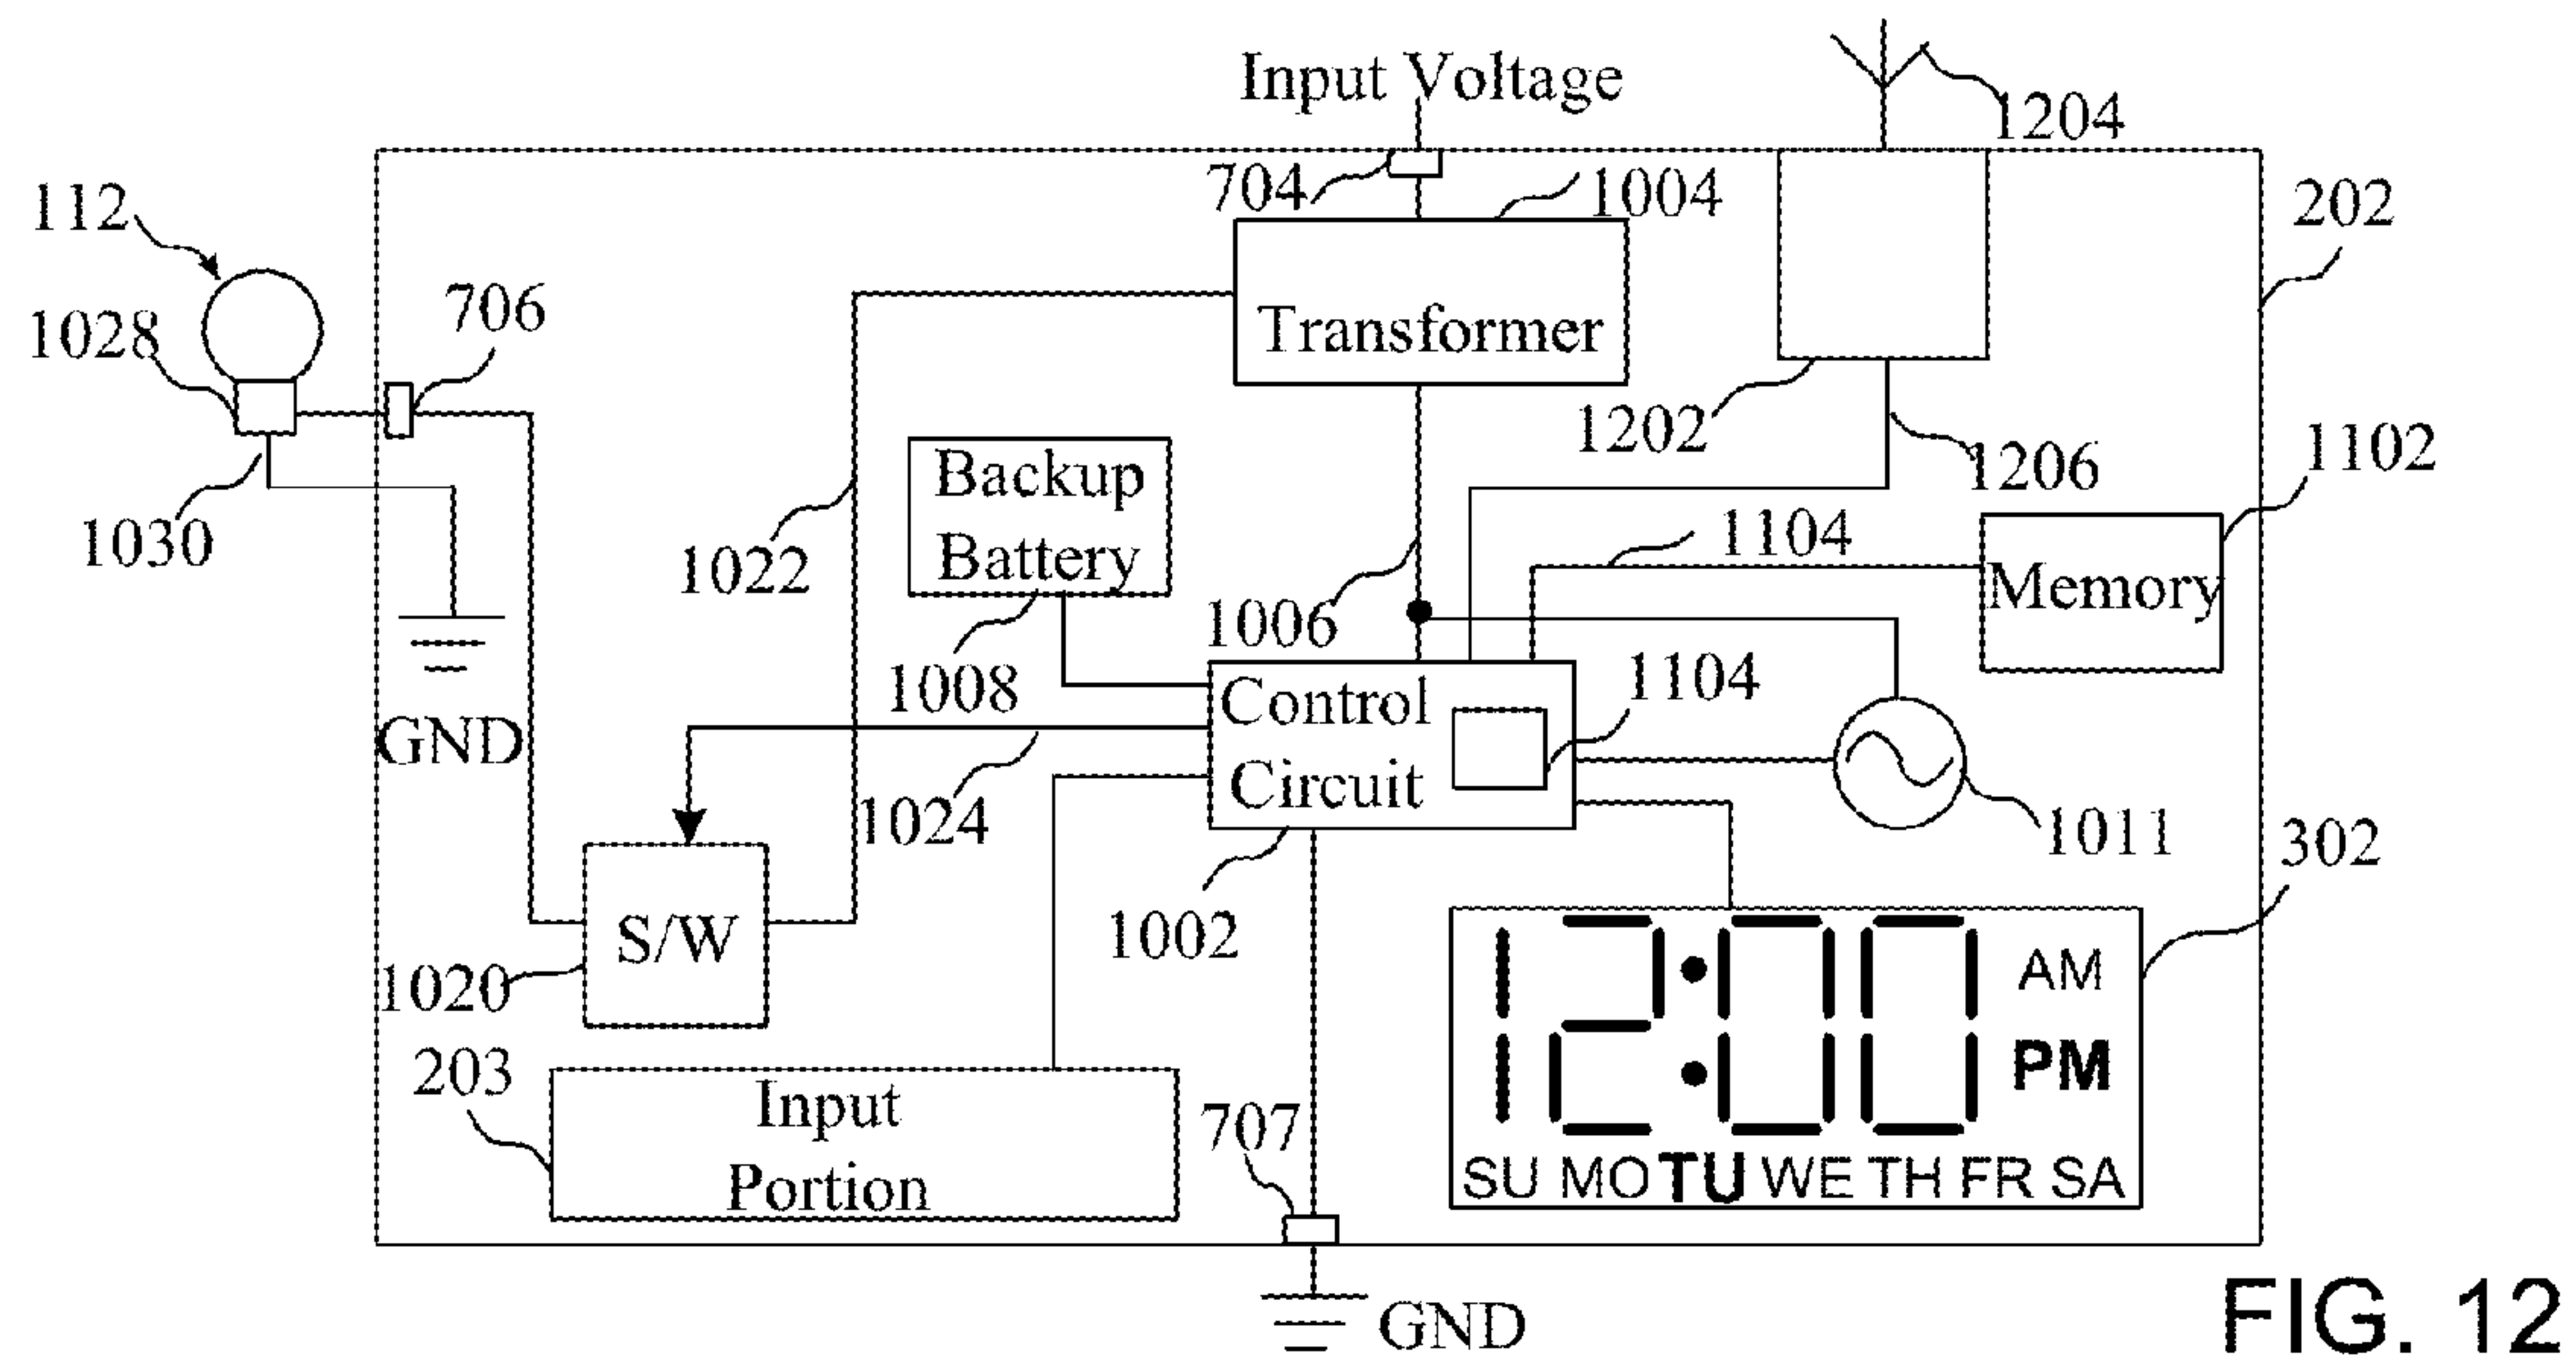 Input Voltage
1204
704
1004
202
112
706
1028
Transformer
1202
1102
Backup
Battery
1206
1030
1022
1104
Memory
1006
1008
Control
Circuit
1104
GND
1024
1011
302
S/W
1002
1020
12:00
AM
PM
203
Input
Portion
707
SU MO TU WE TH FR SA
GND
FIG. 12